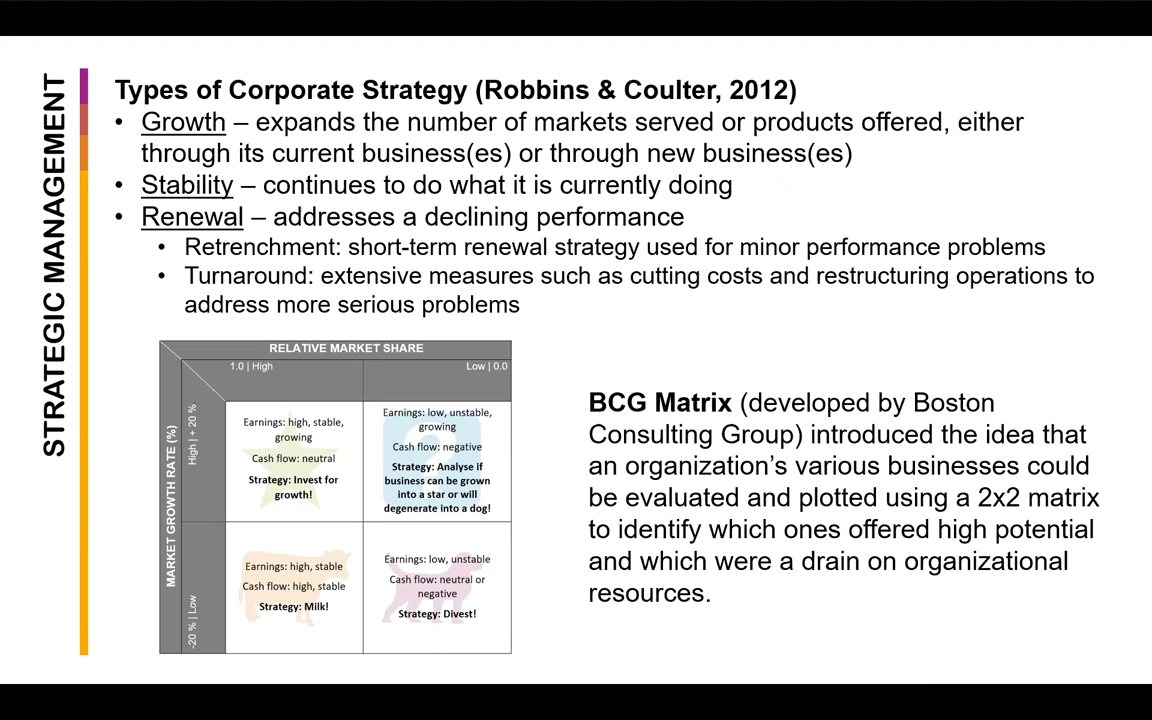 STRATEGIC MANAGEMENT
Types of Corporate Strategy (Robbins & Coulter, 2012)
• Growth – expands the number of markets served or products offered, either
through its current business(es) or through new business(es)
• Stability – continues to do what it is currently doing
• Renewal – addresses a declining performance
• Retrenchment: short-term renewal strategy used for minor performance problems
• Turnaround: extensive measures such as cutting costs and restructuring operations to
address more serious problems
RELATIVE MARKET SHARE
1.0 | High
Low | 0.0
MARKET GROWTH RATE (%)
High | + 20 %
-20 % | Low
Earnings: high, stable,
growing
Cash flow: neutral
Strategy: Invest for
growth!
Earnings: low, unstable,
growing
Cash flow: negative
Strategy: Analyse if
business can be grown
into a star or will
degenerate into a dog!
Earnings: high, stable
Cash flow: high, stable
Strategy: Milk!
Earnings: low, unstable
Cash flow: neutral or
negative
Strategy: Divest!
BCG Matrix (developed by Boston
Consulting Group) introduced the idea that
an organization’s various businesses could
be evaluated and plotted using a 2x2 matrix
to identify which ones offered high potential
and which were a drain on organizational
resources.